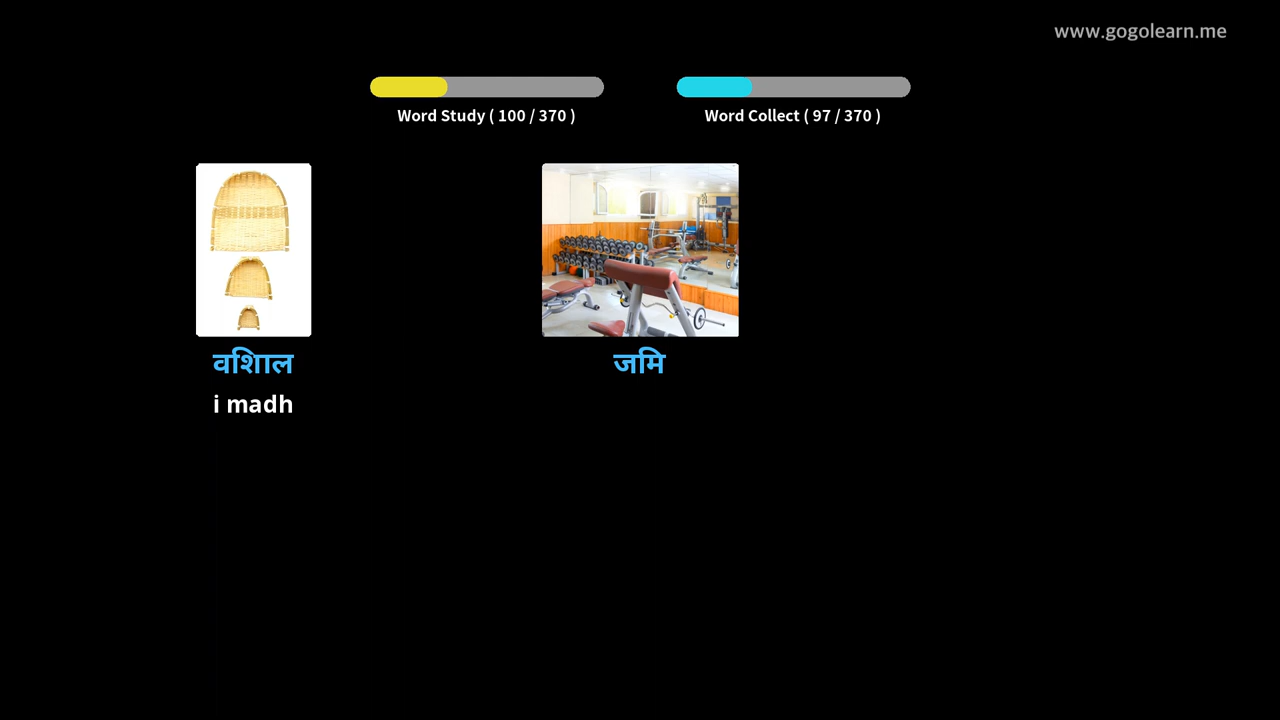 www.gogolearn.me
Word Study ( 100 / 370 )
Word Collect ( 97 / 370 )
वशिाल
जमि
i madh